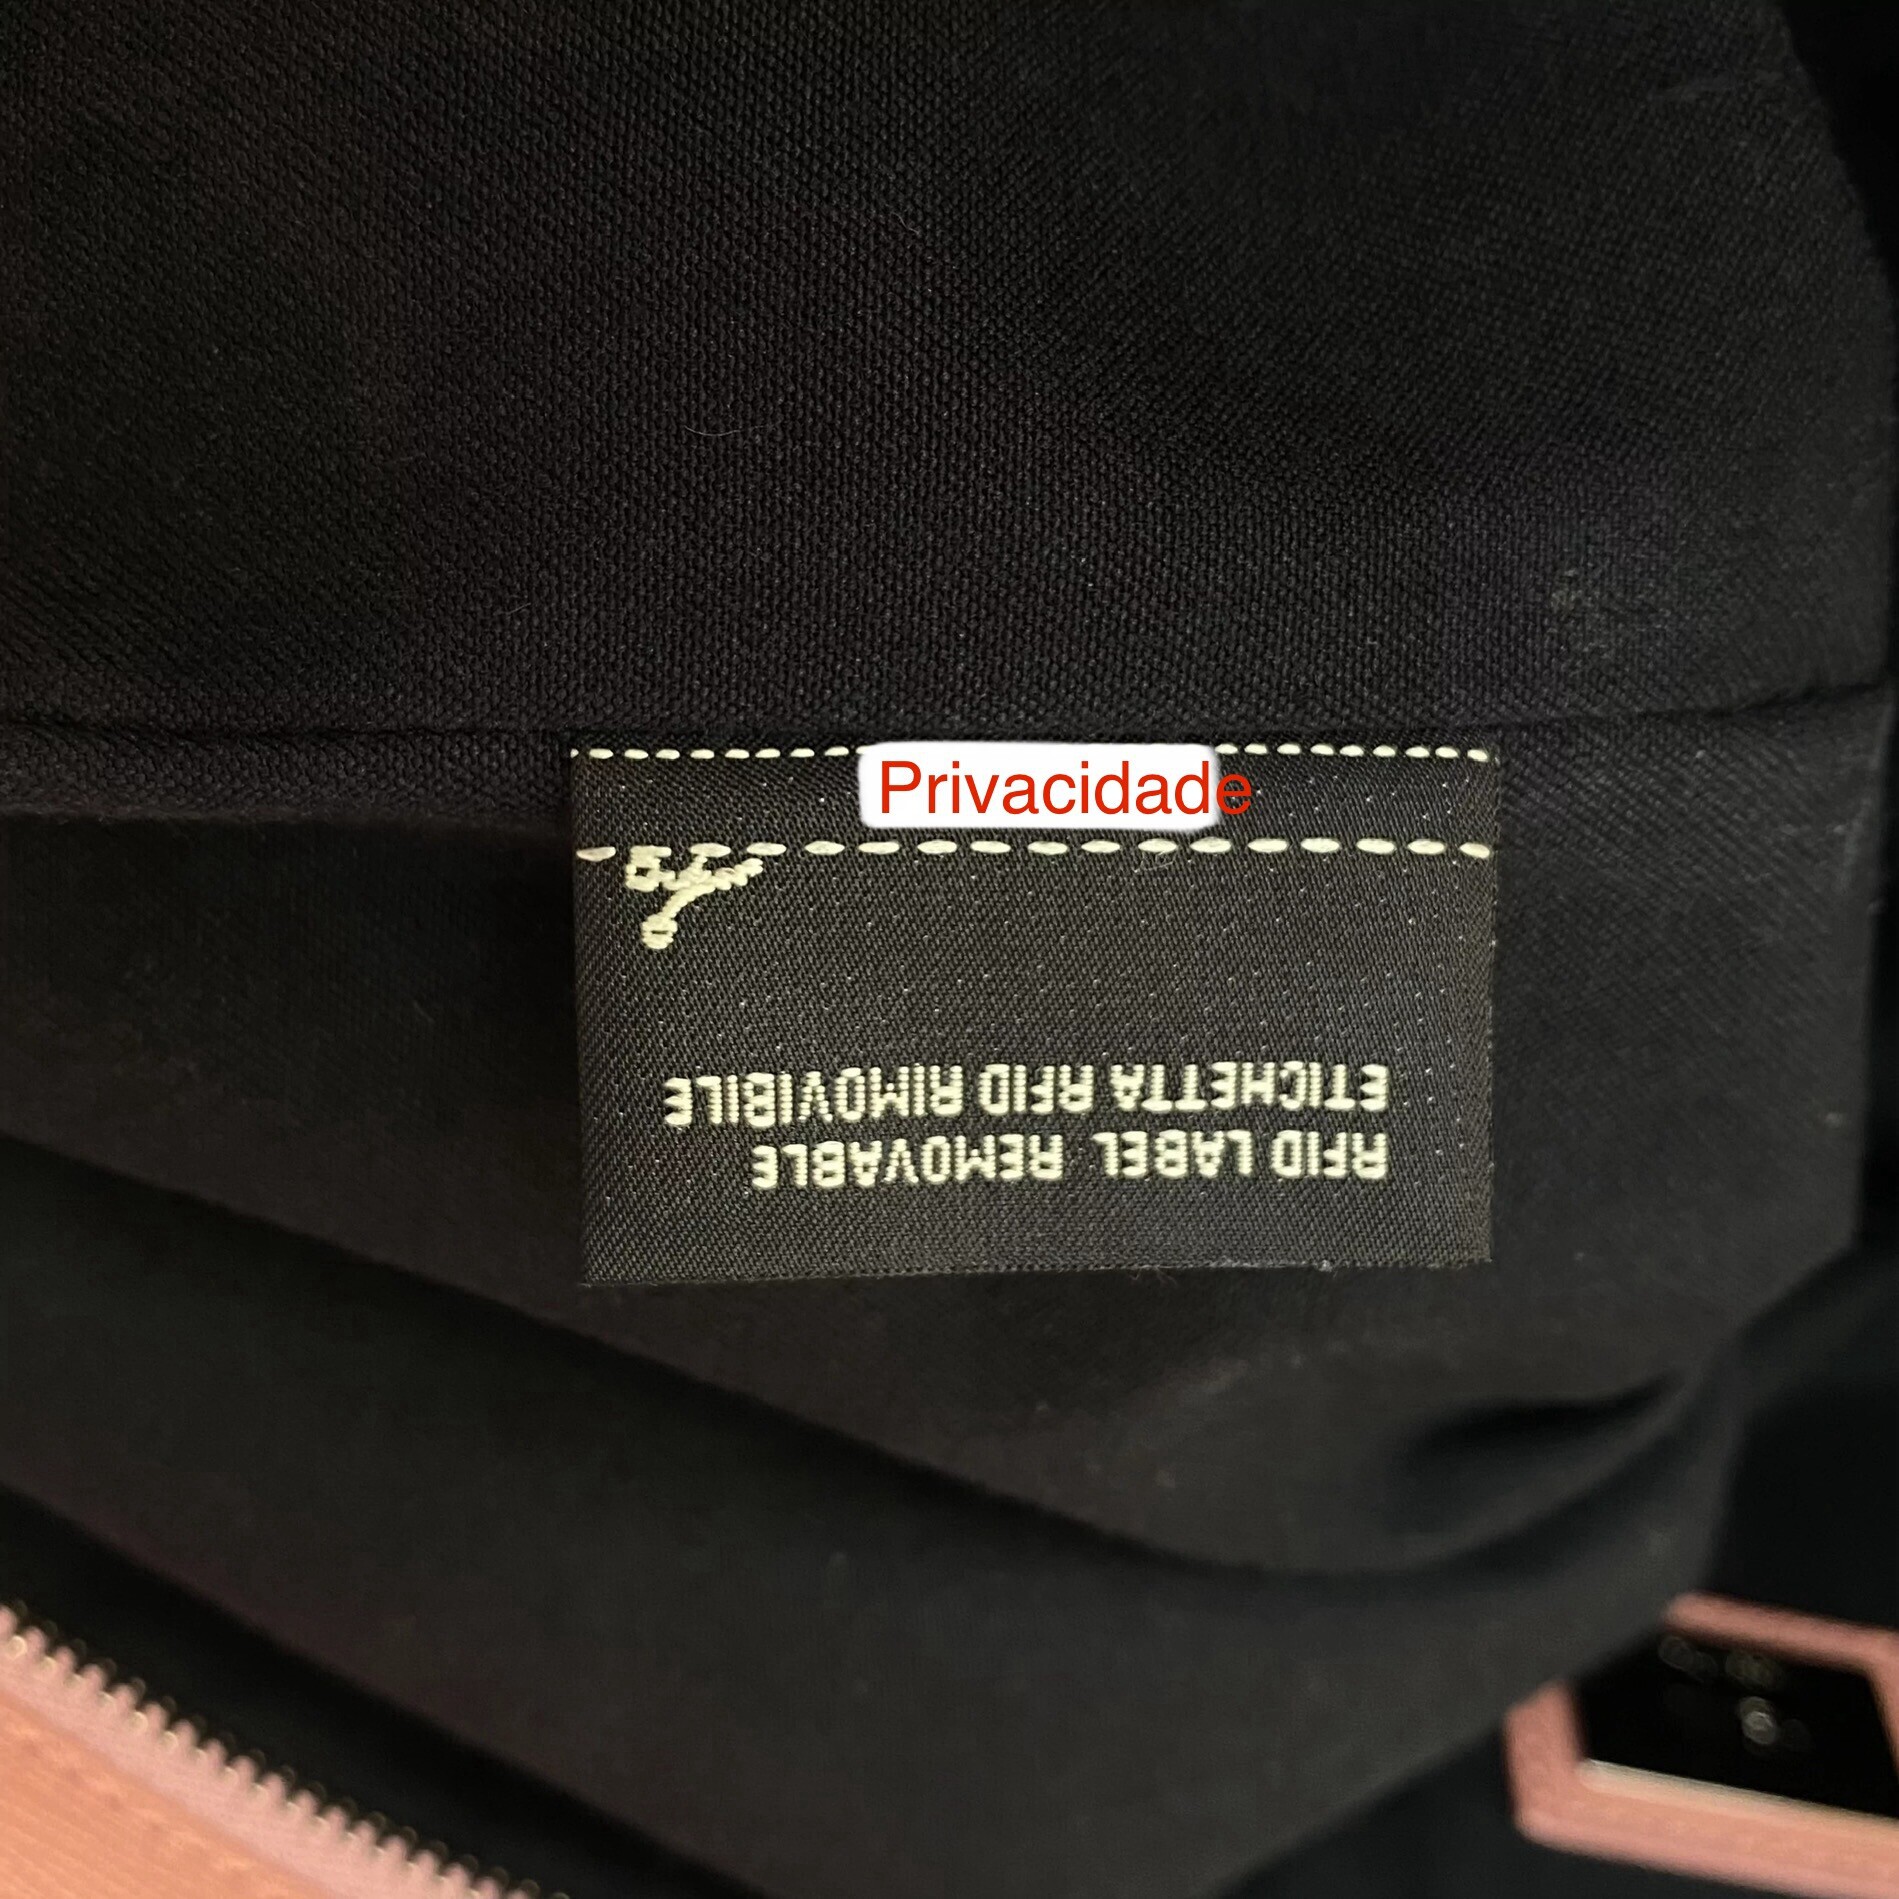 Privacidade
RFID LABEL REMOVABLE
ETICHETTA RFID RIMOVIBILE